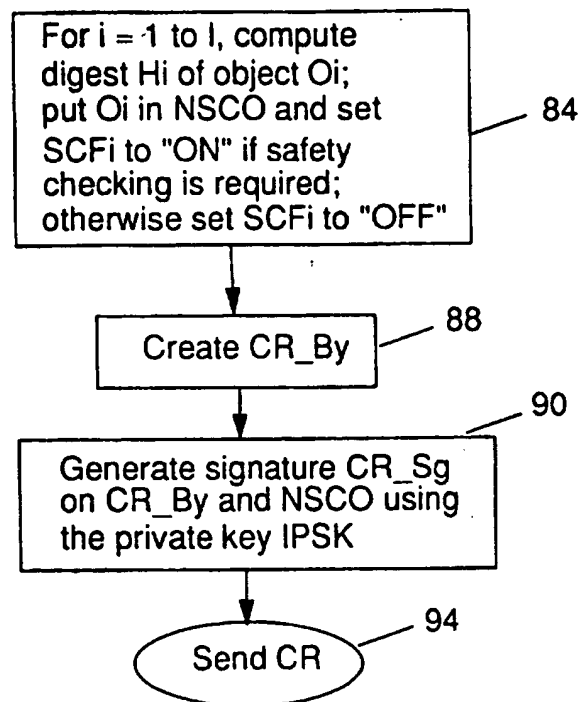 For i = 1 to I, compute
digest Hi of object Oi;
put Oi in NSCO and set
SCFi to "ON" if safety
checking is required;
otherwise set SCFi to "OFF"
84
Create CR_By
88
90
Generate signature CR_Sg
on CR_By and NSCO using
the private key IPSK
94
Send CR